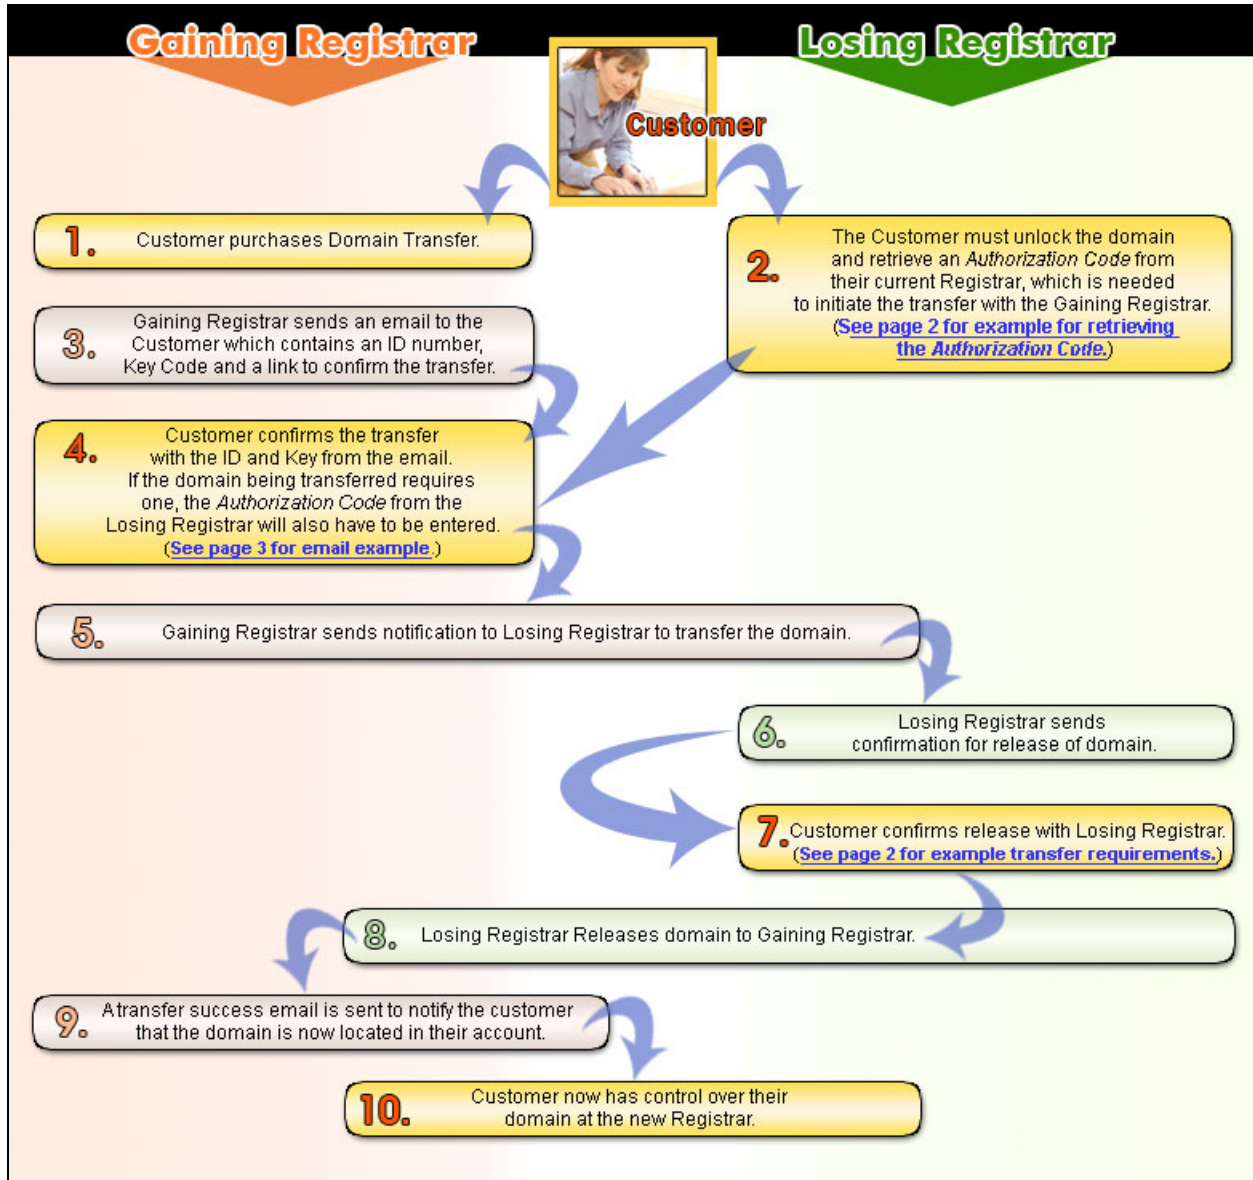 Gaining Registrar
Losing Registrar
Customer
1. Customer purchases Domain Transfer.
2. The Customer must unlock the domain
and retrieve an Authorization Code from
their current Registrar, which is needed
to initiate the transfer with the Gaining Registrar.
(See page 2 for example for retrieving
the Authorization Code.)
3. Gaining Registrar sends an email to the
Customer which contains an ID number,
Key Code and a link to confirm the transfer.
4. Customer confirms the transfer
with the ID and Key from the email.
If the domain being transferred requires
one, the Authorization Code from the
Losing Registrar will also have to be entered.
(See page 3 for email example.)
5. Gaining Registrar sends notification to Losing Registrar to transfer the domain.
6. Losing Registrar sends
confirmation for release of domain.
7. Customer confirms release with Losing Registrar.
(See page 2 for example transfer requirements.)
8. Losing Registrar Releases domain to Gaining Registrar.
9. A transfer success email is sent to notify the customer
that the domain is now located in their account.
10. Customer now has control over their
domain at the new Registrar.